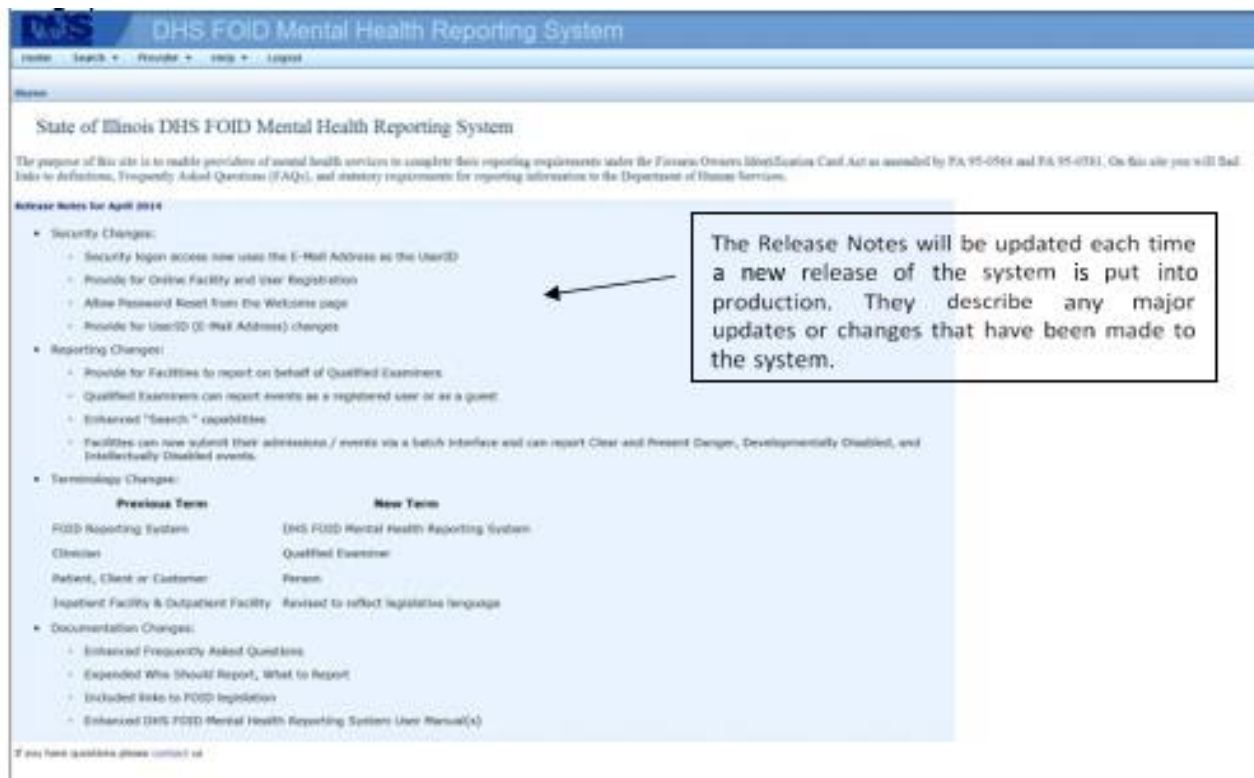 DHS
DHS FOID Mental Health Reporting System
Home Search Provider Help Logout
Home
State of Illinois DHS FOID Mental Health Reporting System
The purpose of this site is to enable providers of mental health services to complete their reporting requirements under the Firearm Owners Identification Card Act as amended by PA 95-0564 and PA 95-0581. On this site you will find
links to definitions, Frequently Asked Questions (FAQs), and statutory requirements for reporting information to the Department of Human Services.
Release Notes for April 2014
• Security Changes:
◦ Security logon access now uses the E-Mail Address as the UserID
◦ Provide for Online Facility and User Registration
◦ Allow Password Reset from the Welcome page
◦ Provide for UserID (E-Mail Address) changes
• Reporting Changes:
◦ Provide for Facilities to report on behalf of Qualified Examiners
◦ Qualified Examiners can report events as a registered user or as a guest
◦ Enhanced "Search " capabilities
◦ Facilities can now submit their admissions / events via a batch interface and can report Clear and Present Danger, Developmentally Disabled, and
Intellectually Disabled events.
• Terminology Changes:
Previous Term New Term
FOID Reporting System DHS FOID Mental Health Reporting System
Clinician Qualified Examiner
Patient, Client or Customer Person
Inpatient Facility & Outpatient Facility Revised to reflect legislative language
• Documentation Changes:
◦ Enhanced Frequently Asked Questions
◦ Expanded Who Should Report, What to Report
◦ Included links to FOID legislation
◦ Enhanced DHS FOID Mental Health Reporting System User Manual(s)
If you have questions please contact us
The Release Notes will be updated each time
a new release of the system is put into
production. They describe any major
updates or changes that have been made to
the system.